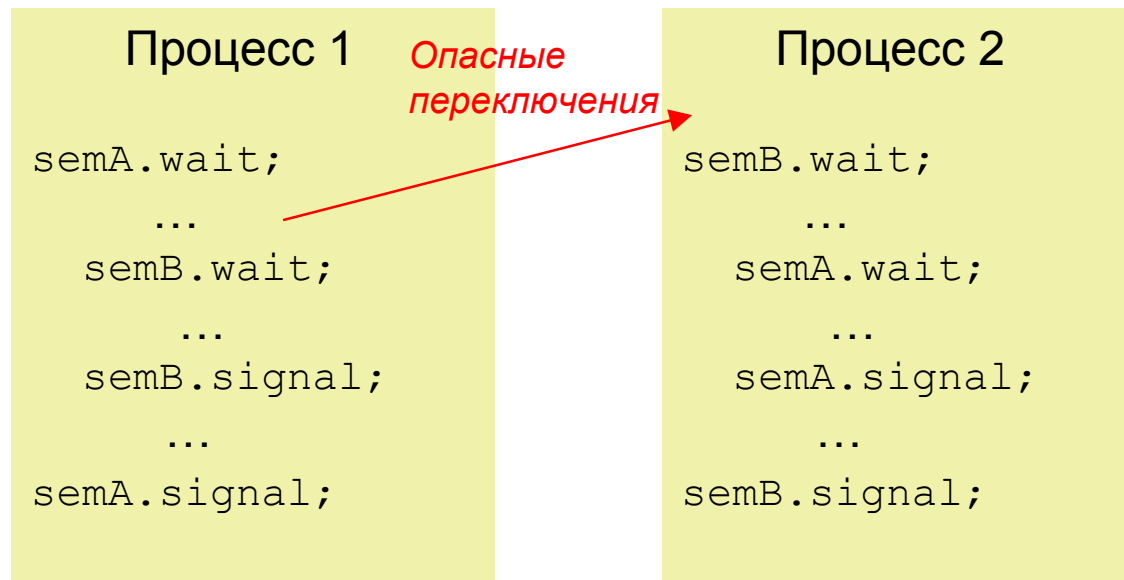 Процесс 1
semA.wait;
...
semB.wait;
...
semB.signal;
...
semA.signal;
Опасные
переключения
Процесс 2
semB.wait;
...
semA.wait;
...
semA.signal;
...
semB.signal;